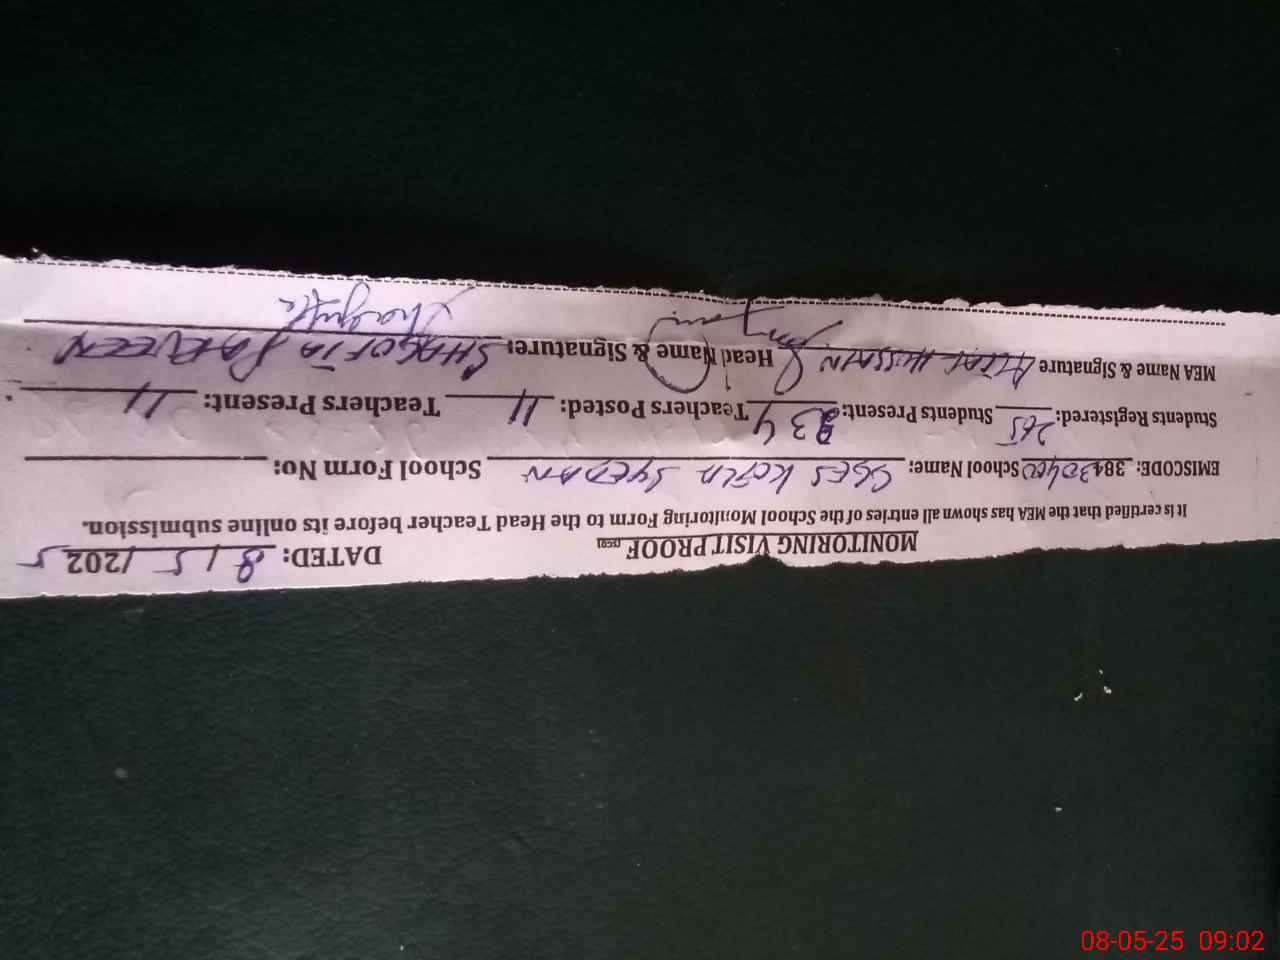 MONITORING VISIT PROOF DATED: 8/5/2025
It is certified that the MEA has shown all entries of the School Monitoring Form to the Head Teacher before its online submission.
EMISCODE: 38430400 School Name: GGES KOTLA SYEDAN School Form No:
Students Registered: 265 Students Present: 234 Teachers Posted: 11 Teachers Present: 11
MEA Name & Signature HUSSAIN Head Name & Signature: SHAGUFTA PARVEEN
Shagufta
08-05-25 09:02